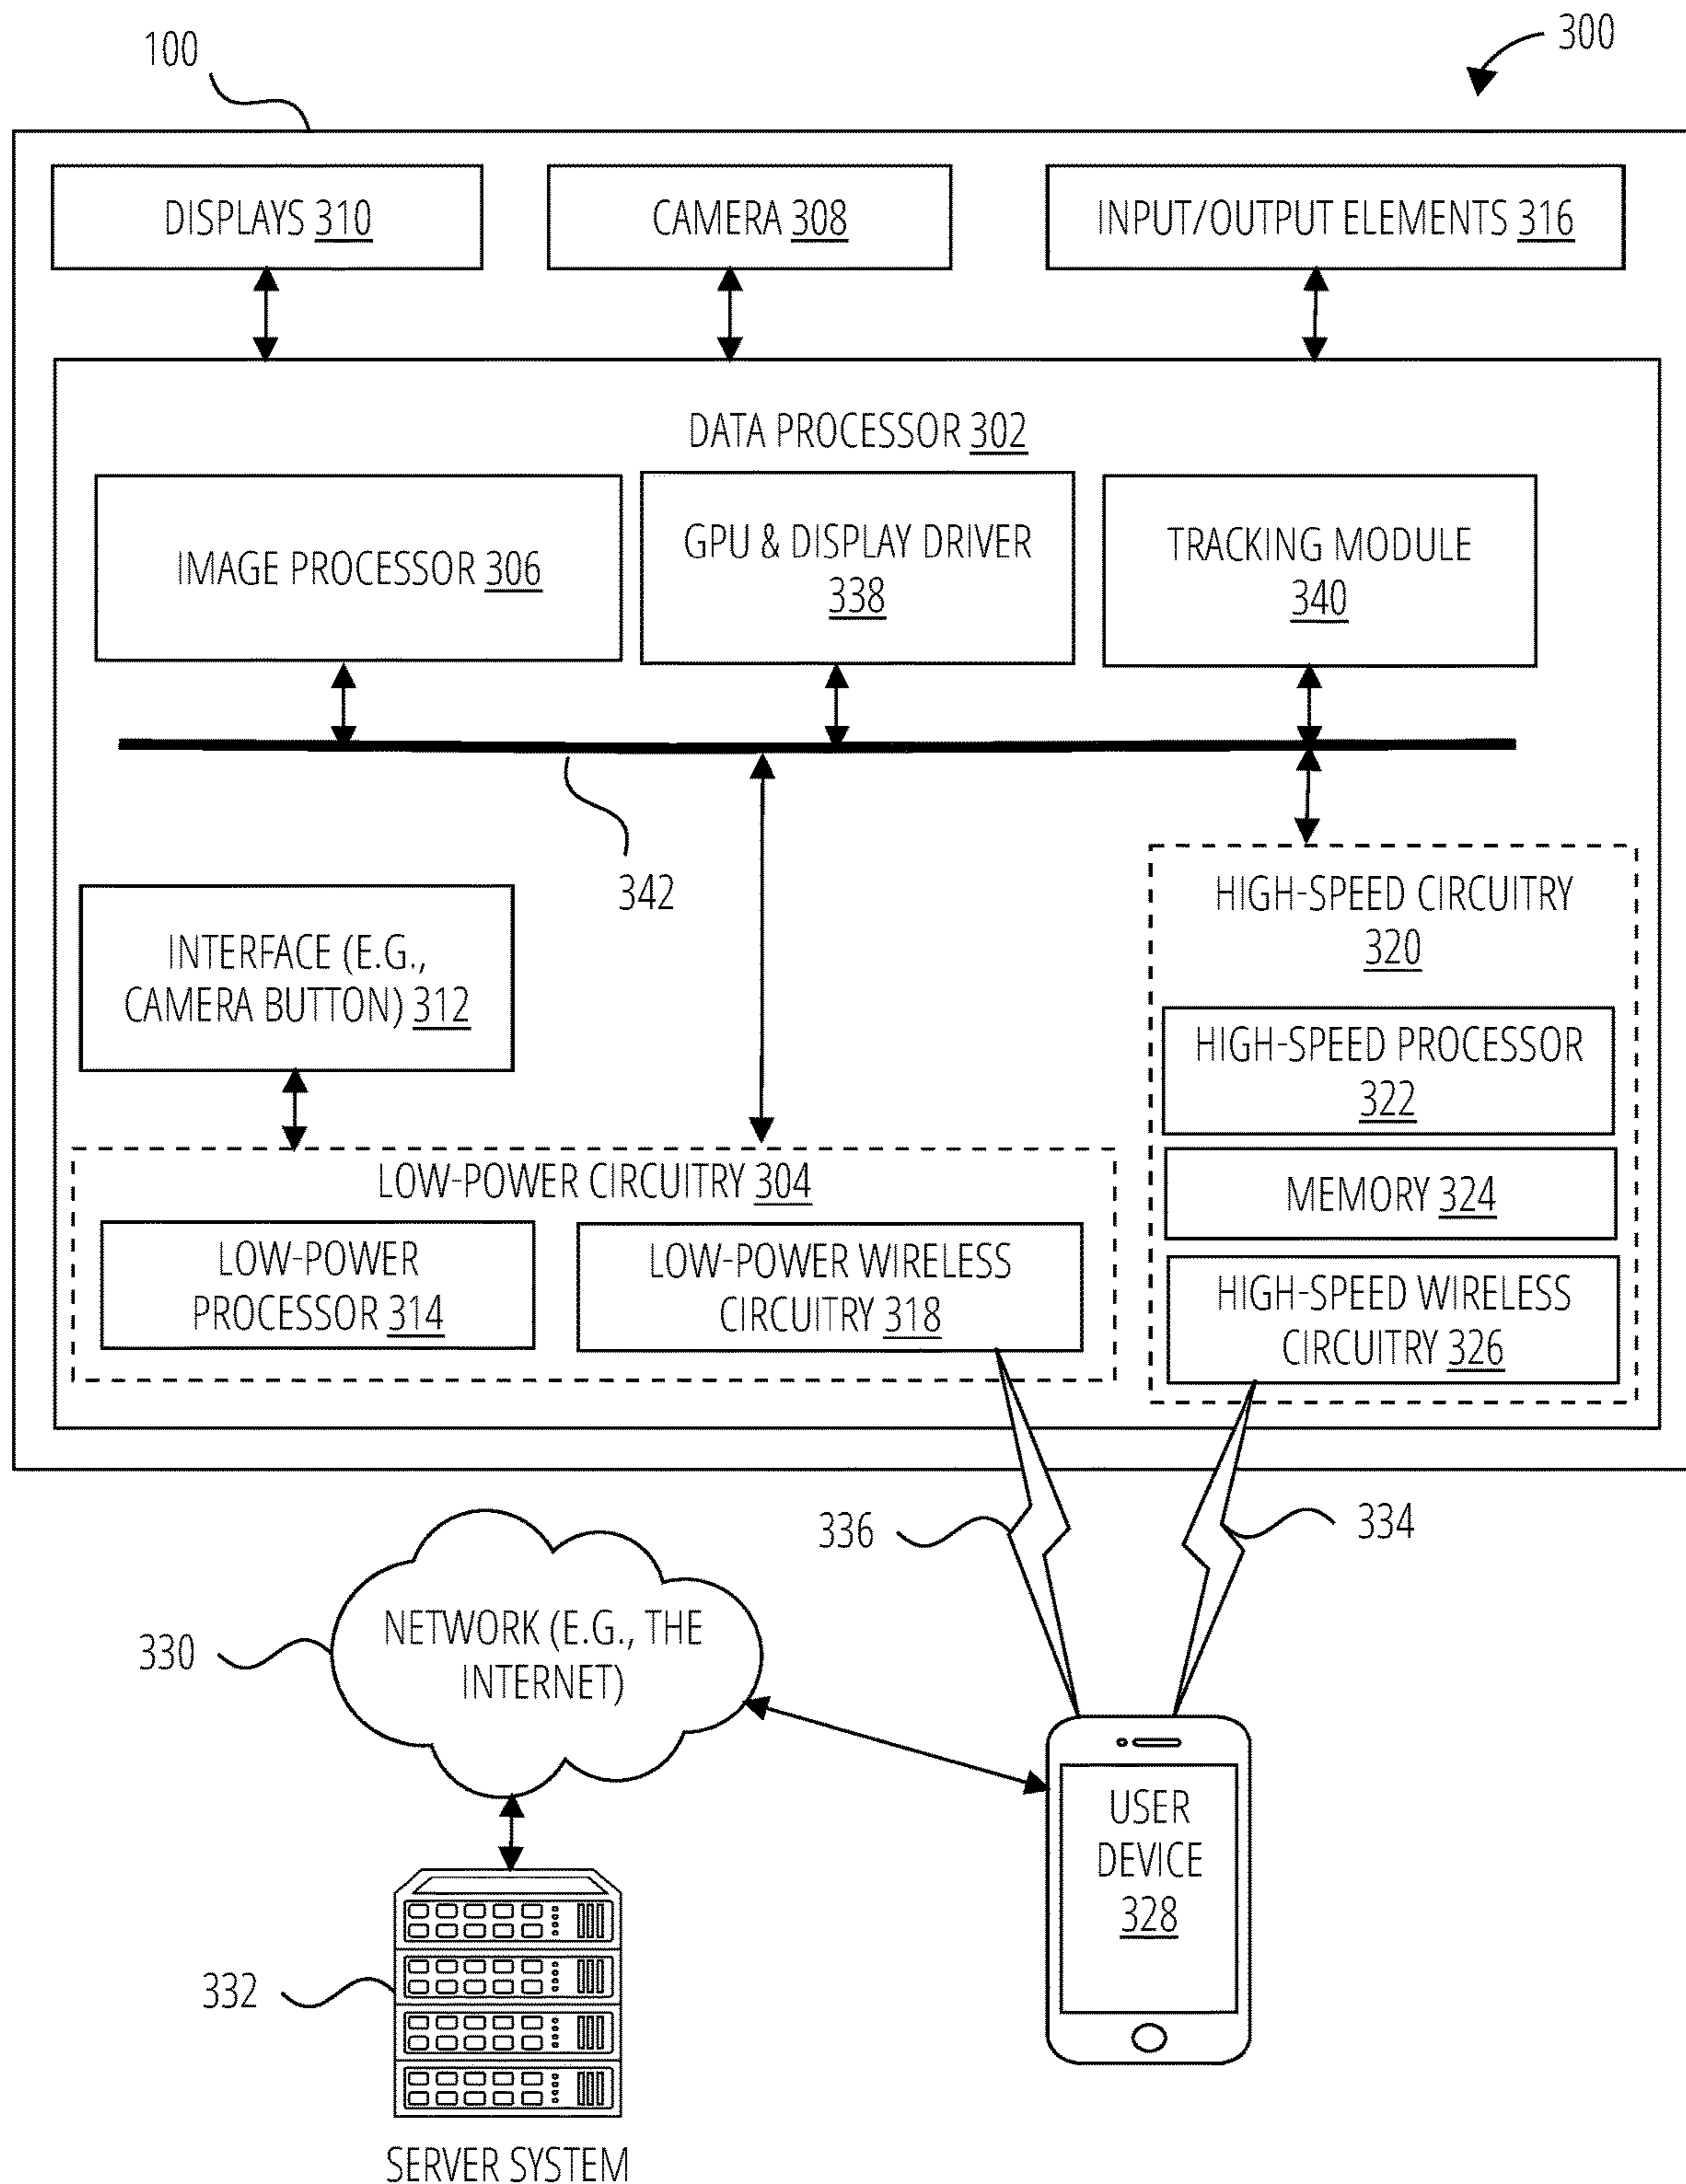 300
100
DISPLAYS 310
CAMERA 308
INPUT/OUTPUT ELEMENTS 316
DATA PROCESSOR 302
IMAGE PROCESSOR 306
GPU & DISPLAY DRIVER
338
TRACKING MODULE
340
342
INTERFACE (E.G.,
CAMERA BUTTON) 312
HIGH-SPEED CIRCUITRY
320
HIGH-SPEED PROCESSOR
322
MEMORY 324
HIGH-SPEED WIRELESS
CIRCUITRY 326
LOW-POWER CIRCUITRY 304
LOW-POWER
PROCESSOR 314
LOW-POWER WIRELESS
CIRCUITRY 318
336
334
330
NETWORK (E.G., THE
INTERNET)
USER
DEVICE
328
332
SERVER SYSTEM